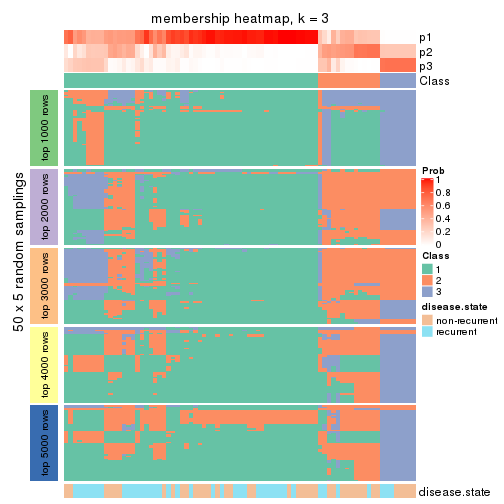 membership heatmap, k = 3
p1
p2
p3
Class
50 x 5 random samplings
top 1000 rows
top 2000 rows
top 3000 rows
top 4000 rows
top 5000 rows
Prob
1
0.8
0.6
0.4
0.2
0
Class
1
2
3
disease.state
non-recurrent
recurrent
disease.state